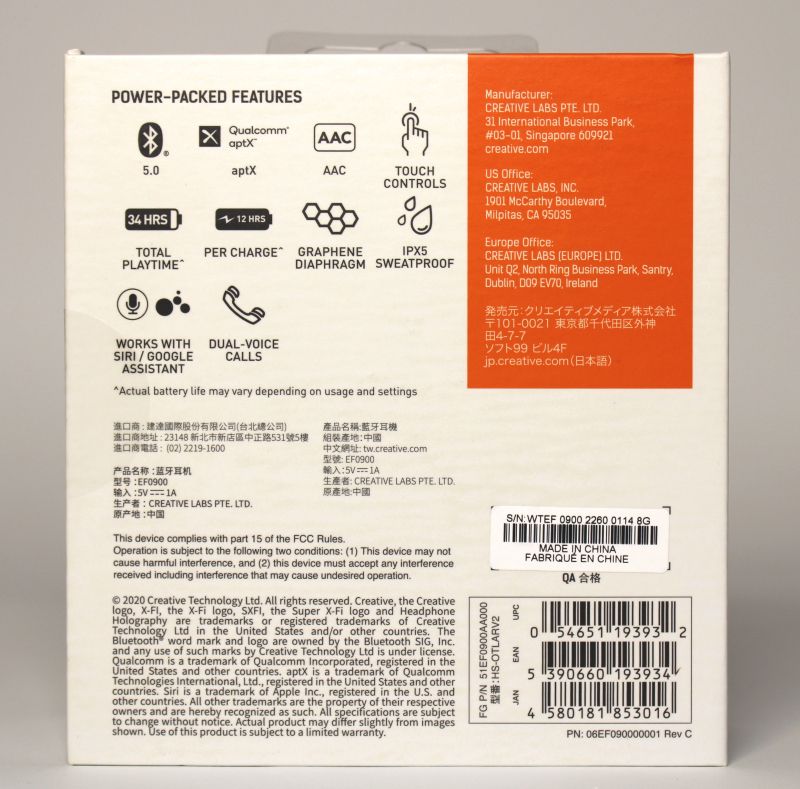 POWER-PACKED FEATURES
5.0
Qualcomm®
aptX™
aptX
AAC
AAC
TOUCH
CONTROLS
34 HRS
TOTAL
PLAYTIME^
12 HRS
PER CHARGE^
GRAPHENE
DIAPHRAGM
IPX5
SWEATPROOF
WORKS WITH
SIRI / GOOGLE
ASSISTANT
DUAL-VOICE
CALLS
^Actual battery life may vary depending on usage and settings
Manufacturer:
CREATIVE LABS PTE. LTD.
31 International Business Park,
#03-01, Singapore 609921
creative.com
US Office:
CREATIVE LABS, INC.
1901 McCarthy Boulevard,
Milpitas, CA 95035
Europe Office:
CREATIVE LABS (EUROPE) LTD.
Unit Q2, North Ring Business Park, Santry,
Dublin, D09 EV70, Ireland
発売元:クリエイティブメディア株式会社
〒101-0021 東京都千代田区外神
田4-7-7
ソフト99 ビル4F
jp.creative.com(日本語)
進口商:建達國際股份有限公司(台北總公司)
進口商地址:23148 新北市新店區中正路531號5樓
進口商電話:(02) 2219-1600
产品名称:蓝牙耳机
型号:EF0900
输入:5V⎓1A
生产者:CREATIVE LABS PTE. LTD.
原产地:中国
產品名稱:藍牙耳機
組裝產地:中國
中文網址:tw.creative.com
型號:EF0900
輸入:5V⎓1A
生產者:CREATIVE LABS PTE. LTD.
原產地:中國
This device complies with part 15 of the FCC Rules.
Operation is subject to the following two conditions: (1) This device may not
cause harmful interference, and (2) this device must accept any interference
received including interference that may cause undesired operation.
© 2020 Creative Technology Ltd. All rights reserved. Creative, the Creative
logo, X-FI, the X-Fi logo, SXFI, the Super X-Fi logo and Headphone
Holography are trademarks or registered trademarks of Creative
Technology Ltd in the United States and/or other countries. The
Bluetooth® word mark and logo are owned by the Bluetooth SIG, Inc.
and any use of such marks by Creative Technology Ltd is under license.
Qualcomm is a trademark of Qualcomm Incorporated, registered in the
United States and other countries. aptX is a trademark of Qualcomm
Technologies International, Ltd., registered in the United States and other
countries. Siri is a trademark of Apple Inc., registered in the U.S. and
other countries. All other trademarks are the property of their respective
owners and are hereby recognized as such. All specifications are subject
to change without notice. Actual product may differ slightly from images
shown. Use of this product is subject to a limited warranty.
S/N:WTEF 0900 2260 0114 8G
MADE IN CHINA
FABRIQUÉ EN CHINE
QA 合格
FG P/N 51EF0900AA000
型番:HS-OTLARV2
UPC
0 54651 19393 2
EAN
5 390660 193934
JAN
4 580181 853016
PN: 06EF090000001 Rev C